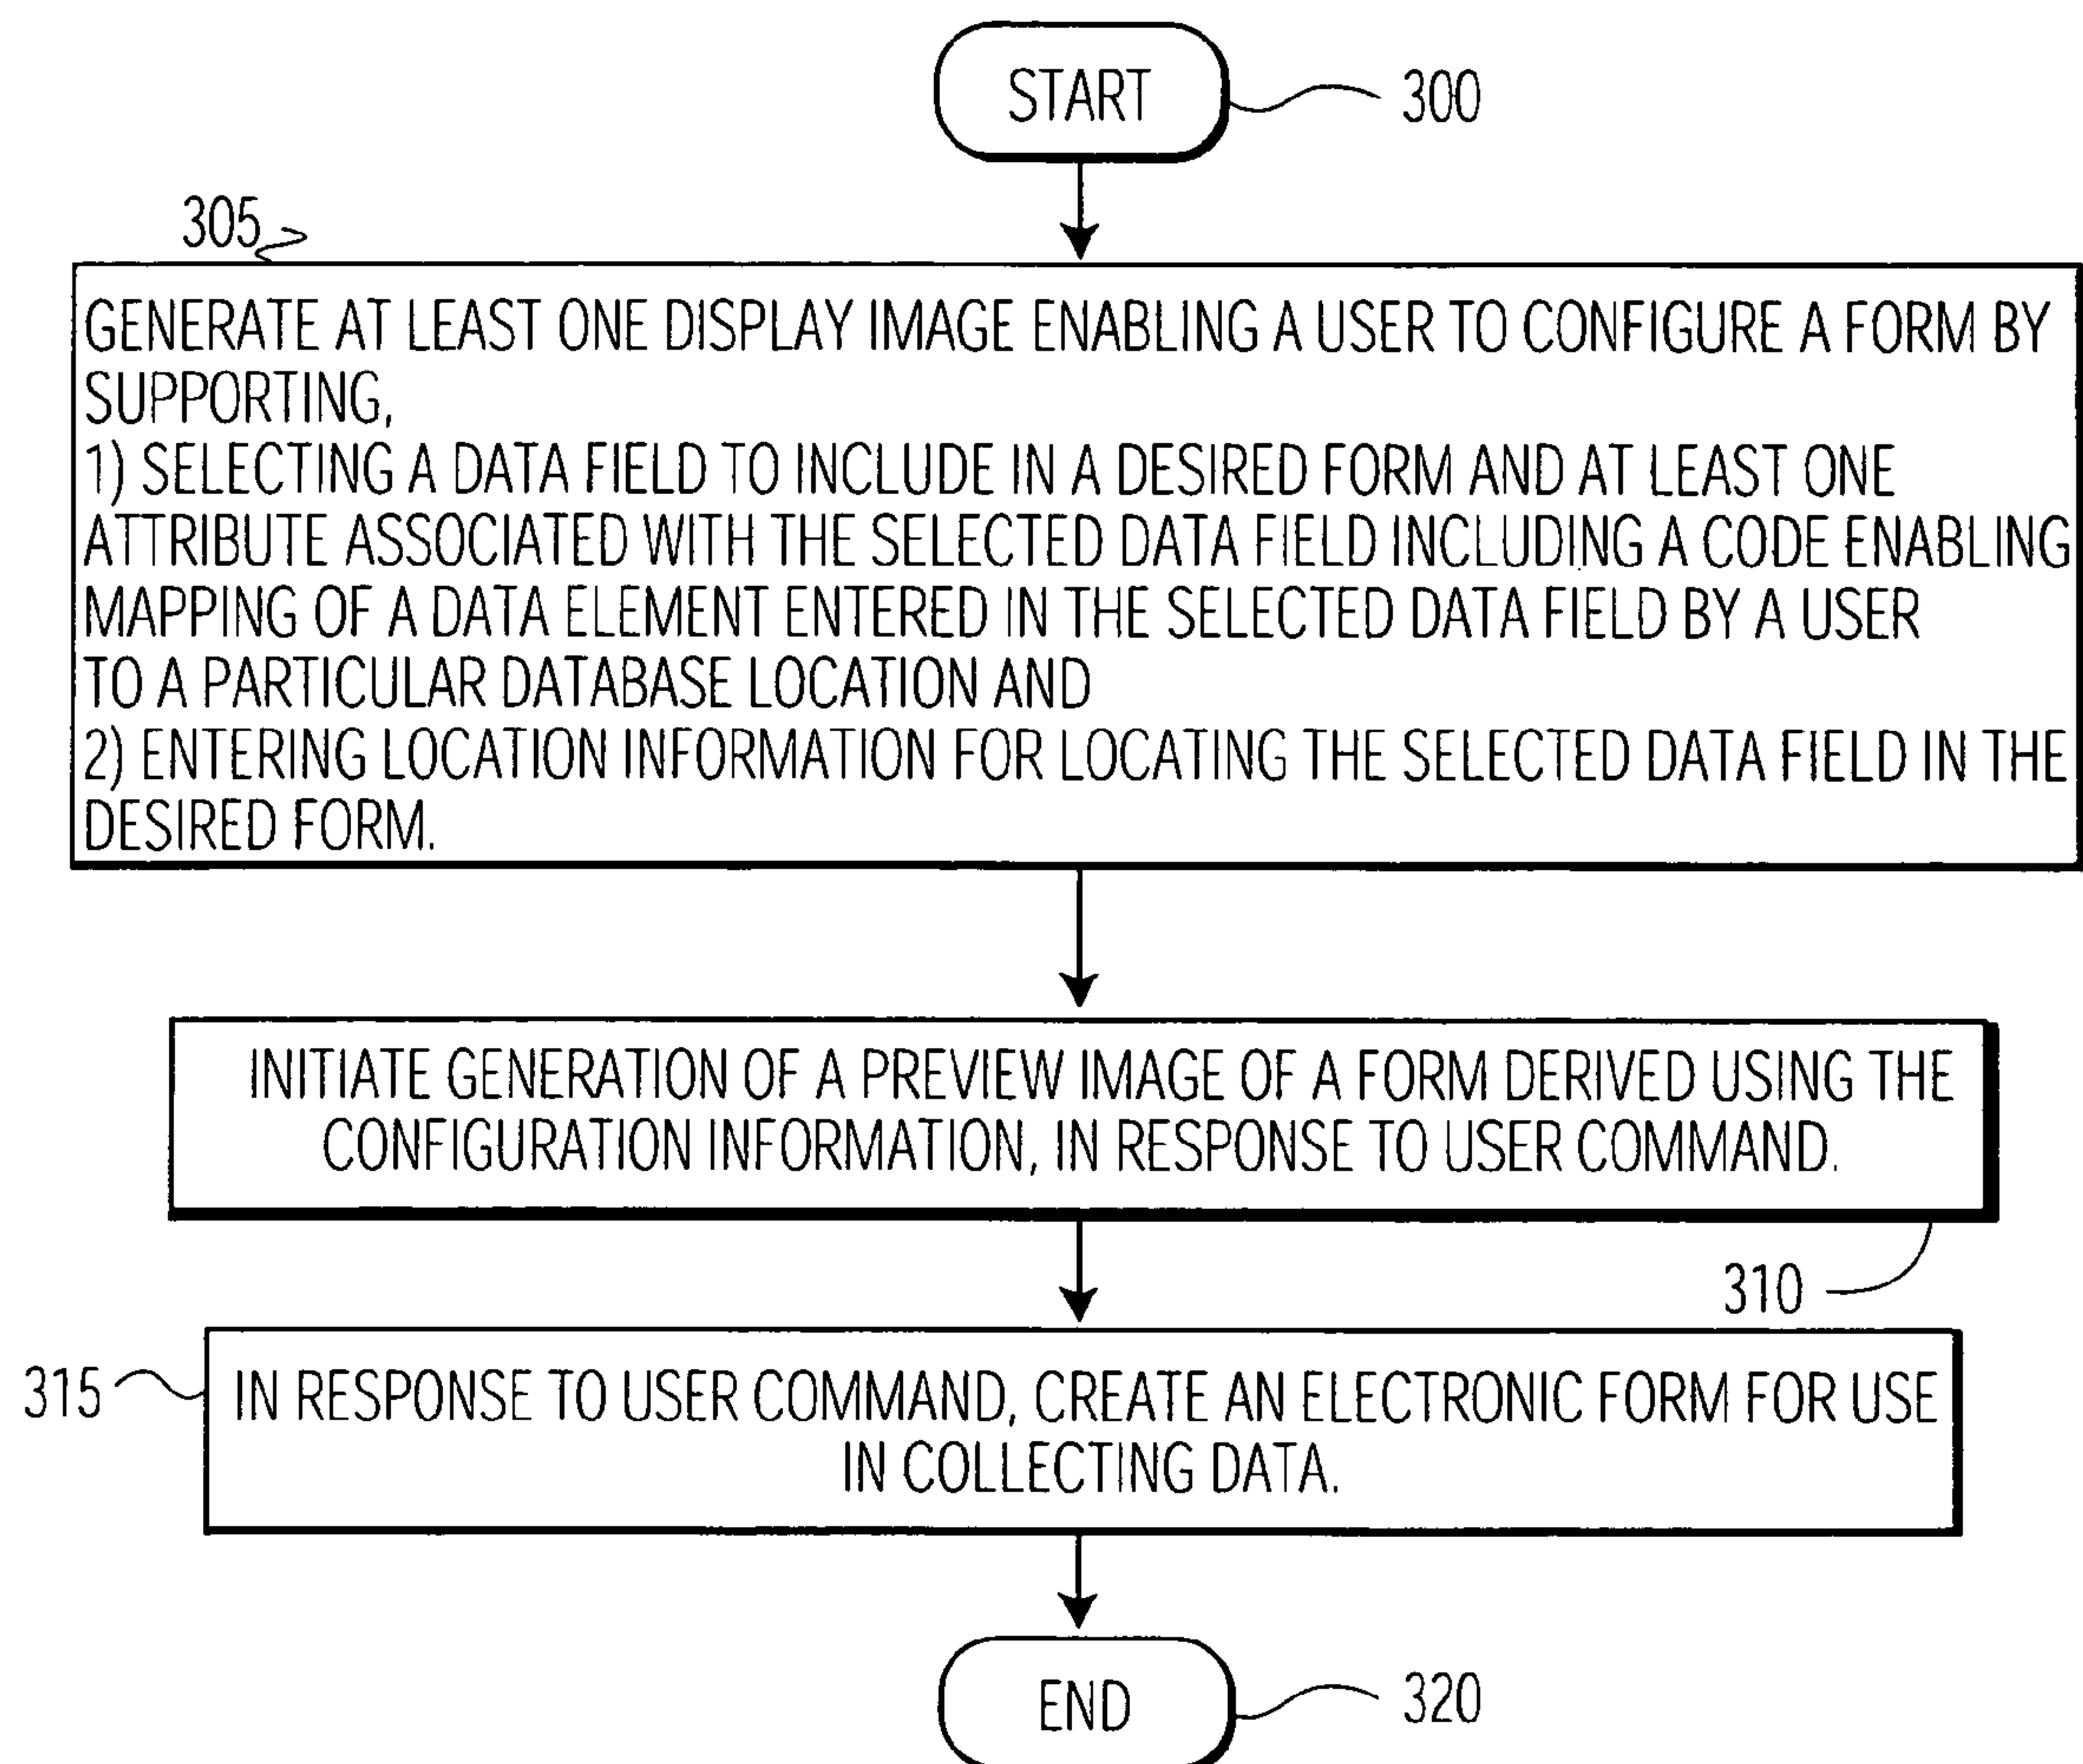 START
300
305
GENERATE AT LEAST ONE DISPLAY IMAGE ENABLING A USER TO CONFIGURE A FORM BY
SUPPORTING,
1) SELECTING A DATA FIELD TO INCLUDE IN A DESIRED FORM AND AT LEAST ONE
ATTRIBUTE ASSOCIATED WITH THE SELECTED DATA FIELD INCLUDING A CODE ENABLING
MAPPING OF A DATA ELEMENT ENTERED IN THE SELECTED DATA FIELD BY A USER
TO A PARTICULAR DATABASE LOCATION AND
2) ENTERING LOCATION INFORMATION FOR LOCATING THE SELECTED DATA FIELD IN THE
DESIRED FORM.
INITIATE GENERATION OF A PREVIEW IMAGE OF A FORM DERIVED USING THE
CONFIGURATION INFORMATION, IN RESPONSE TO USER COMMAND.
310
315
IN RESPONSE TO USER COMMAND, CREATE AN ELECTRONIC FORM FOR USE
IN COLLECTING DATA.
END
320